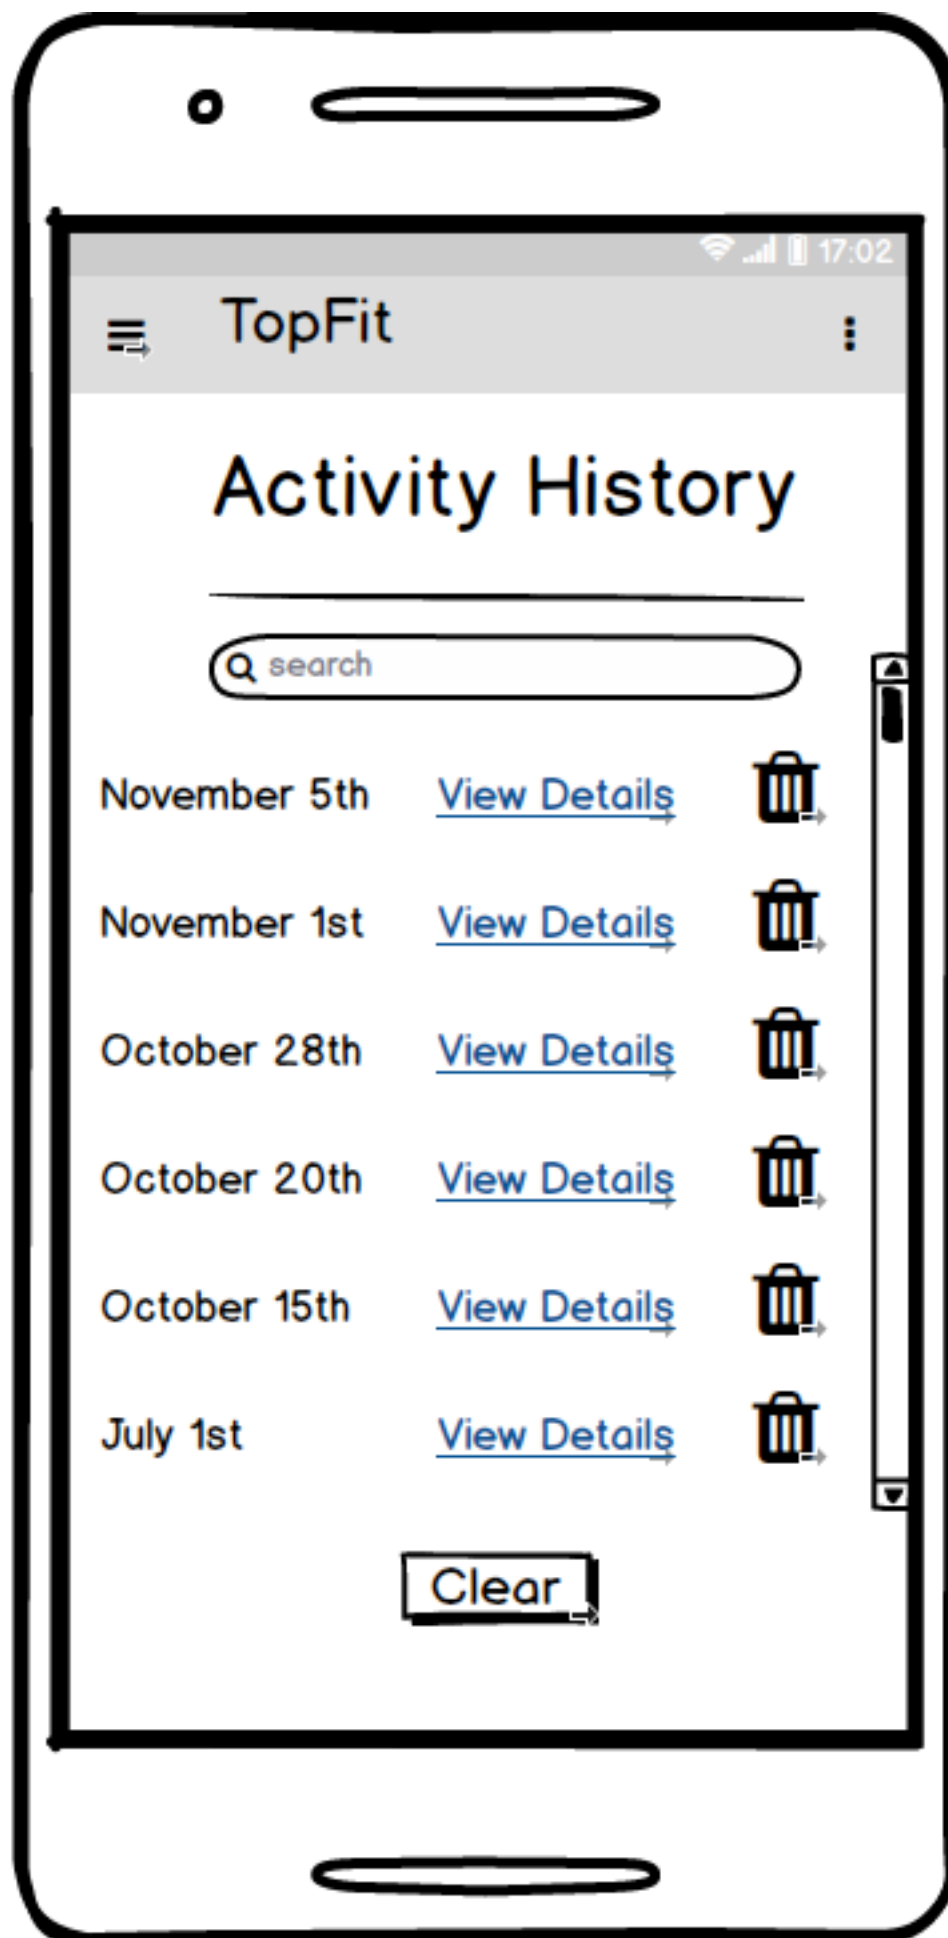 17:02
TopFit
Activity History
search
November 5th View Details
November 1st View Details
October 28th View Details
October 20th View Details
October 15th View Details
July 1st View Details
Clear